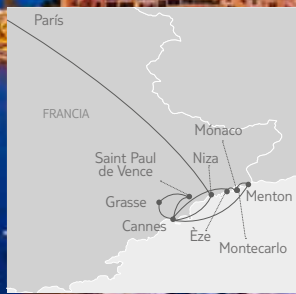 París
FRANCIA
Mónaco
Saint Paul
de Vence
Niza
Grasse
Menton
Cannes
Èze
Montecarlo